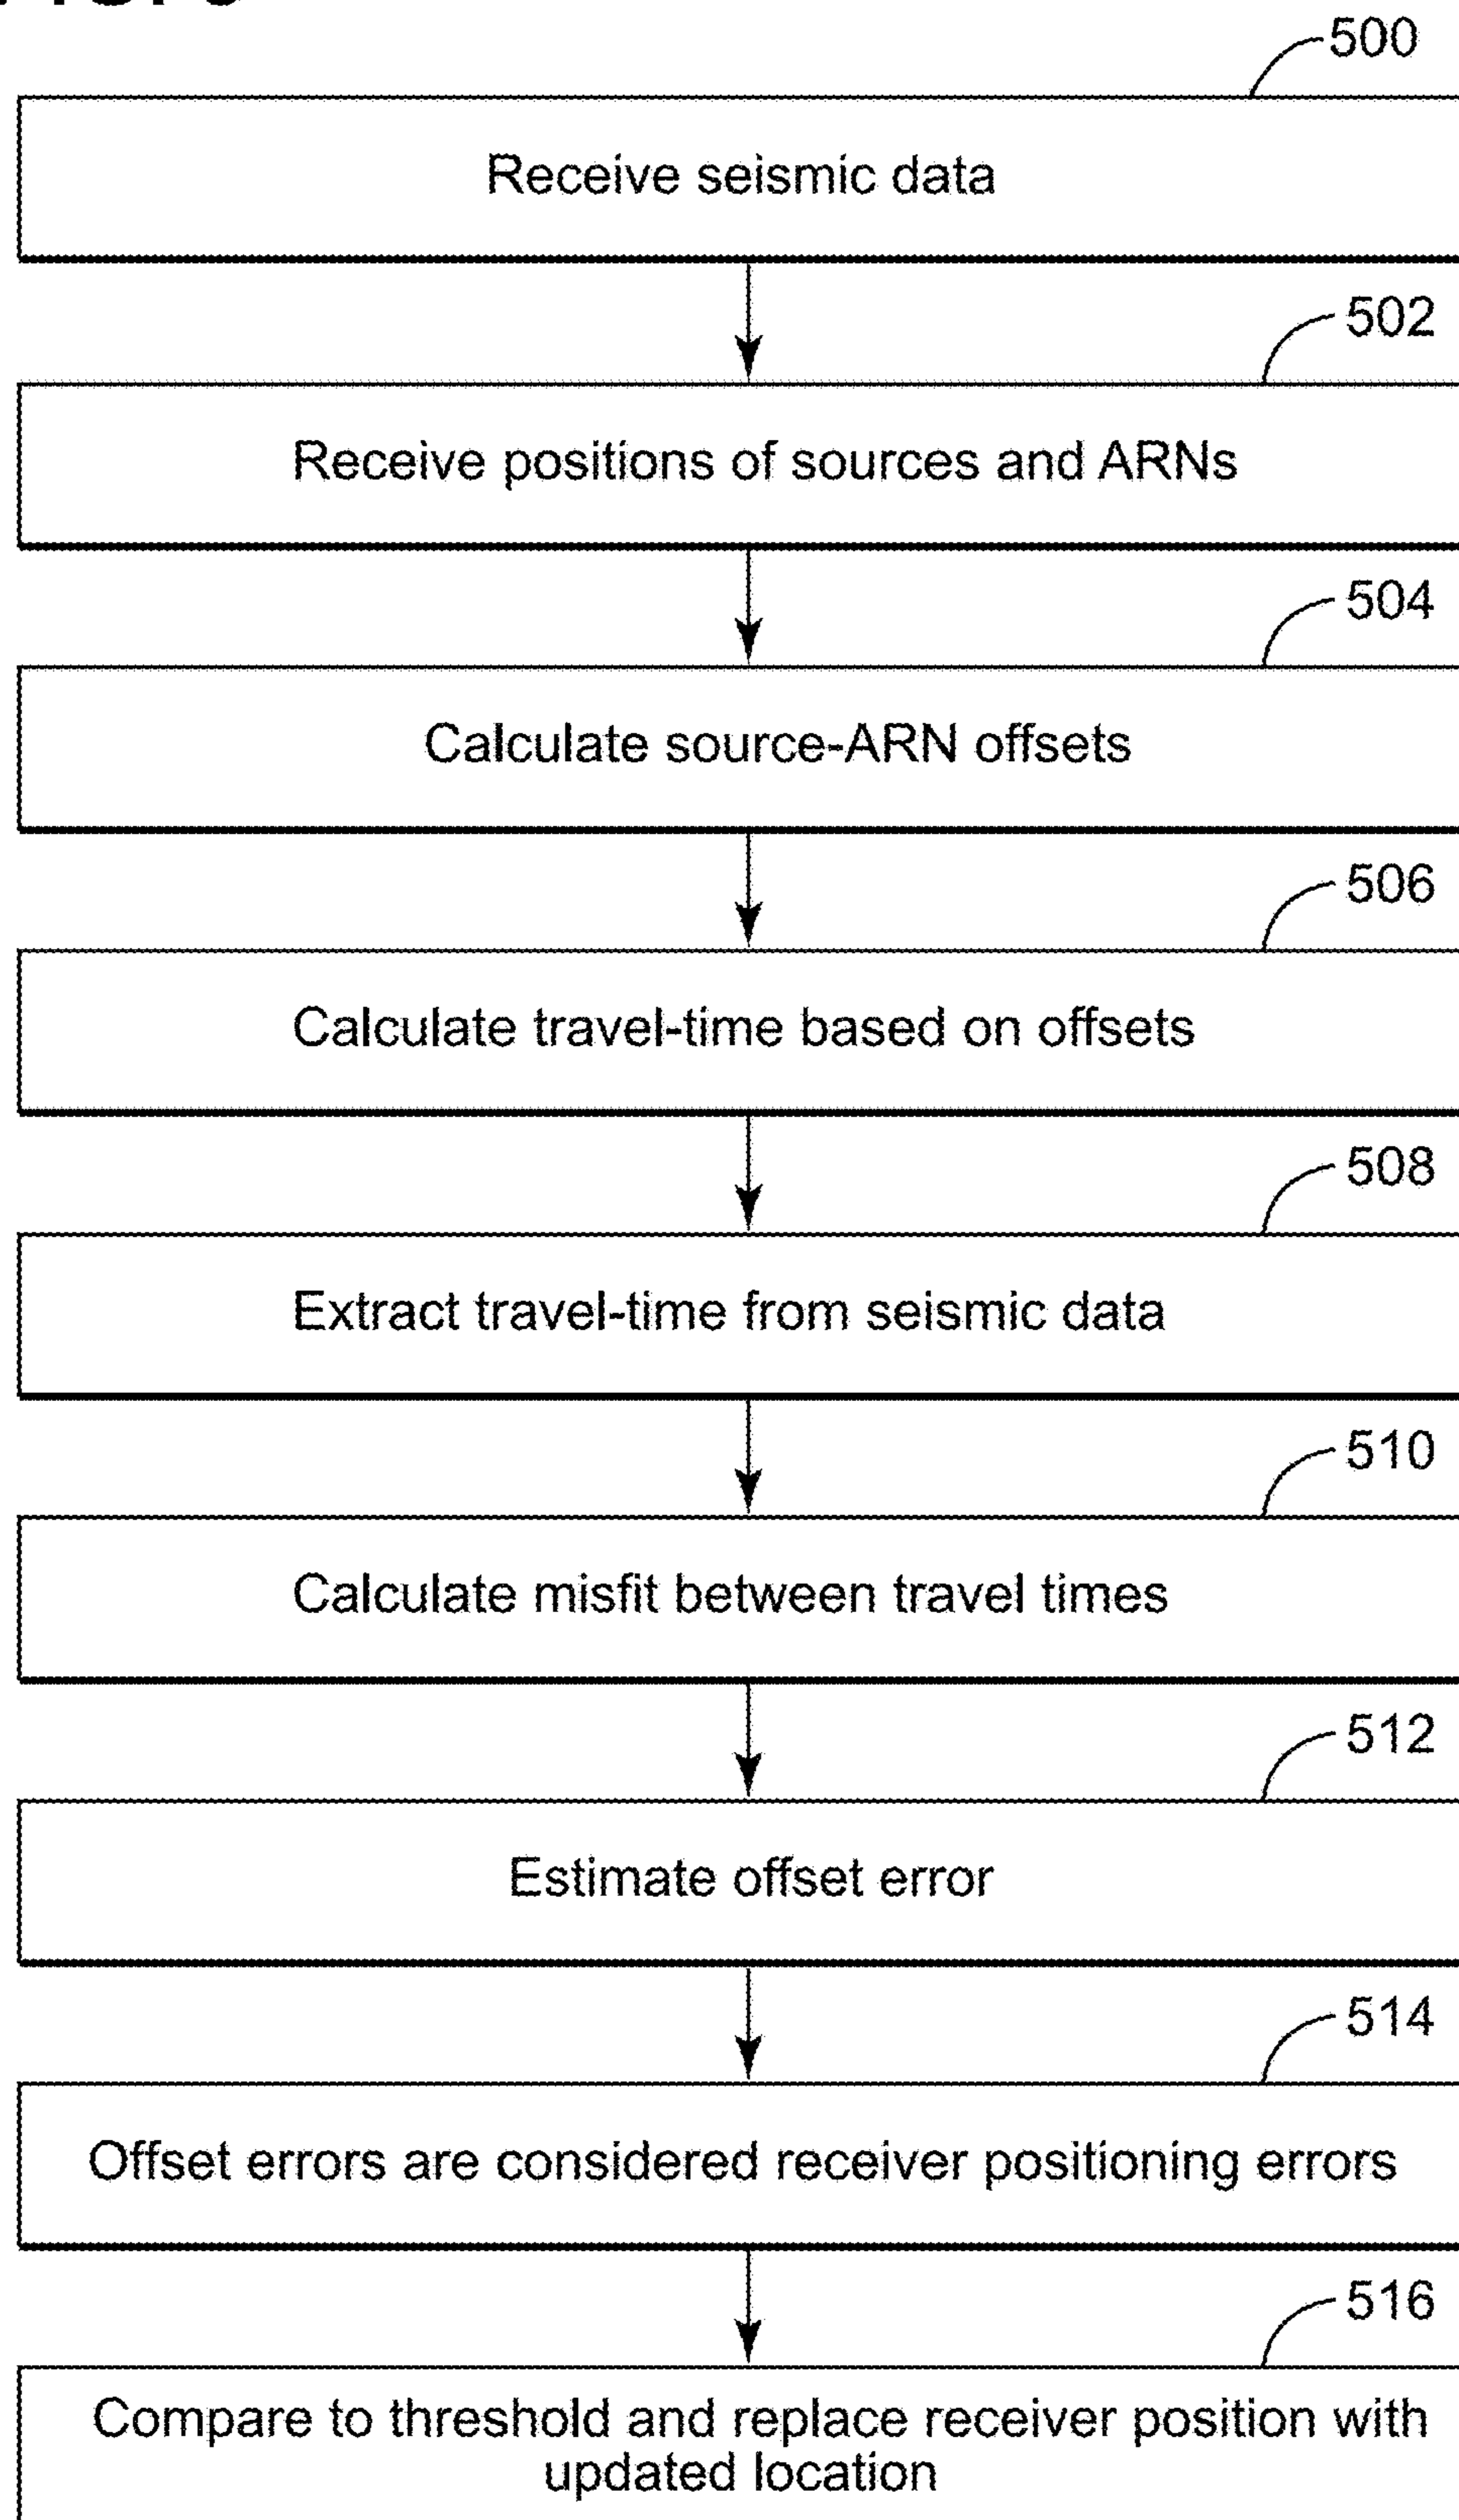 500
Receive seismic data
502
Receive positions of sources and ARNs
504
Calculate source-ARN offsets
506
Calculate travel-time based on offsets
508
Extract travel-time from seismic data
510
Calculate misfit between travel times
512
Estimate offset error
514
Offset errors are considered receiver positioning errors
516
Compare to threshold and replace receiver position with
updated location